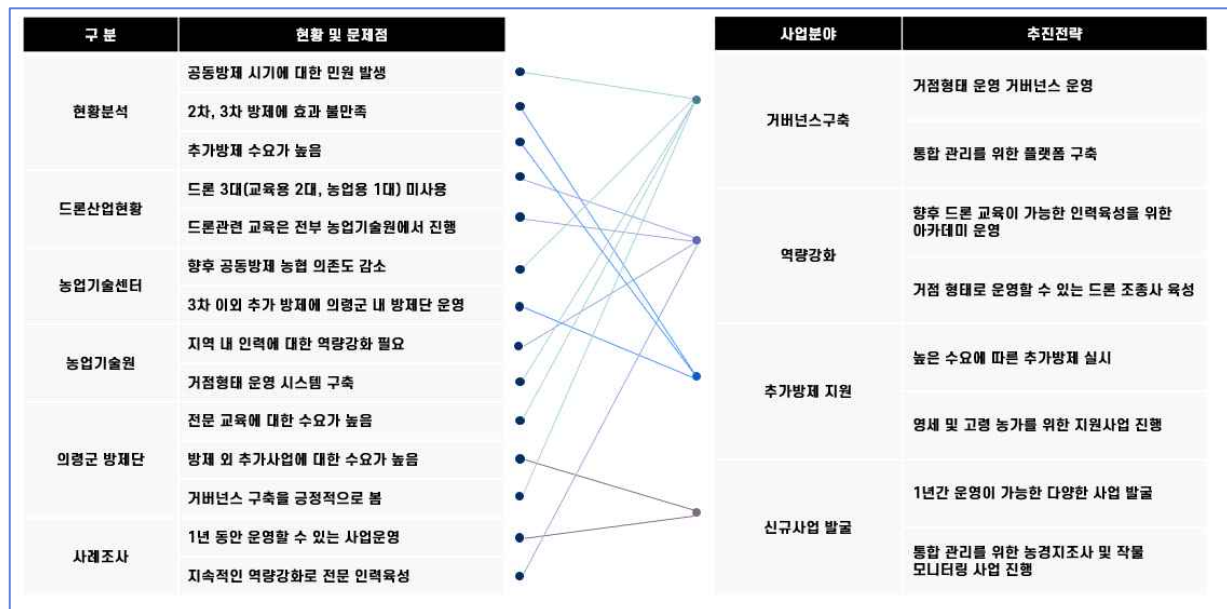 구 분
현황 및 문제점
현황분석
공동방제 시기에 대한 민원 발생
2차, 3차 방제에 효과 불만족
추가방제 수요가 높음
드론산업현황
드론 3대(교육용 2대, 농업용 1대) 미사용
드론관련 교육은 전부 농업기술원에서 진행
농업기술센터
향후 공동방제 농협 의존도 감소
3차 이외 추가 방제에 의령군 내 방제단 운영
농업기술원
지역 내 인력에 대한 역량강화 필요
거점형태 운영 시스템 구축
의령군 방제단
전문 교육에 대한 수요가 높음
방제 외 추가사업에 대한 수요가 높음
거버넌스 구축을 긍정적으로 봄
사례조사
1년 동안 운영할 수 있는 사업운영
지속적인 역량강화로 전문 인력육성
사업분야
추진전략
거버넌스구축
거점형태 운영 거버넌스 운영
통합 관리를 위한 플랫폼 구축
역량강화
향후 드론 교육이 가능한 인력육성을 위한
아카데미 운영
거점 형태로 운영할 수 있는 드론 조종사 육성
추가방제 지원
높은 수요에 따른 추가방제 실시
영세 및 고령 농가를 위한 지원사업 진행
신규사업 발굴
1년간 운영이 가능한 다양한 사업 발굴
통합 관리를 위한 농경지조사 및 작물
모니터링 사업 진행